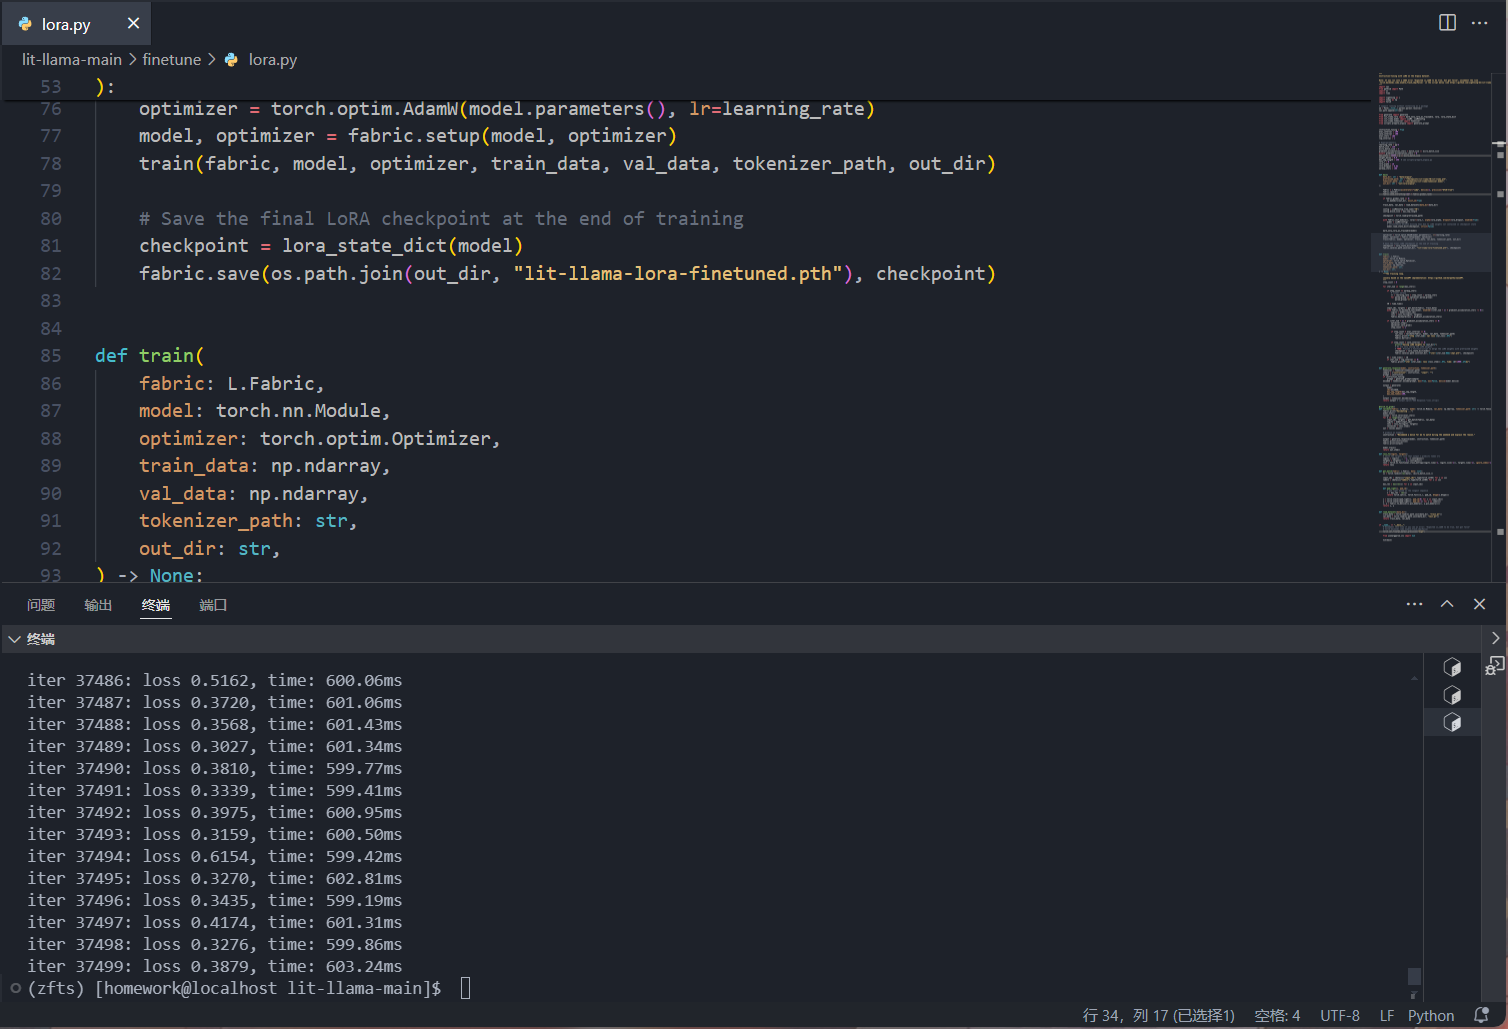 lora.py
lit-llama-main > finetune > lora.py
53 ):
76 optimizer = torch.optim.AdamW(model.parameters(), lr=learning_rate)
77 model, optimizer = fabric.setup(model, optimizer)
78 train(fabric, model, optimizer, train_data, val_data, tokenizer_path, out_dir)
79
80 # Save the final LoRA checkpoint at the end of training
81 checkpoint = lora_state_dict(model)
82 fabric.save(os.path.join(out_dir, "lit-llama-lora-finetuned.pth"), checkpoint)
83
84
85 def train(
86 fabric: L.Fabric,
87 model: torch.nn.Module,
88 optimizer: torch.optim.Optimizer,
89 train_data: np.ndarray,
90 val_data: np.ndarray,
91 tokenizer_path: str,
92 out_dir: str,
93 ) -> None:
问题 输出 终端 端口
终端
iter 37486: loss 0.5162, time: 600.06ms
iter 37487: loss 0.3720, time: 601.06ms
iter 37488: loss 0.3568, time: 601.43ms
iter 37489: loss 0.3027, time: 601.34ms
iter 37490: loss 0.3810, time: 599.77ms
iter 37491: loss 0.3339, time: 599.41ms
iter 37492: loss 0.3975, time: 600.95ms
iter 37493: loss 0.3159, time: 600.50ms
iter 37494: loss 0.6154, time: 599.42ms
iter 37495: loss 0.3270, time: 602.81ms
iter 37496: loss 0.3435, time: 599.19ms
iter 37497: loss 0.4174, time: 601.31ms
iter 37498: loss 0.3276, time: 599.86ms
iter 37499: loss 0.3879, time: 603.24ms
(zfts) [homework@localhost lit-llama-main]$
行 34，列 17 (已选择1) 空格: 4 UTF-8 LF Python